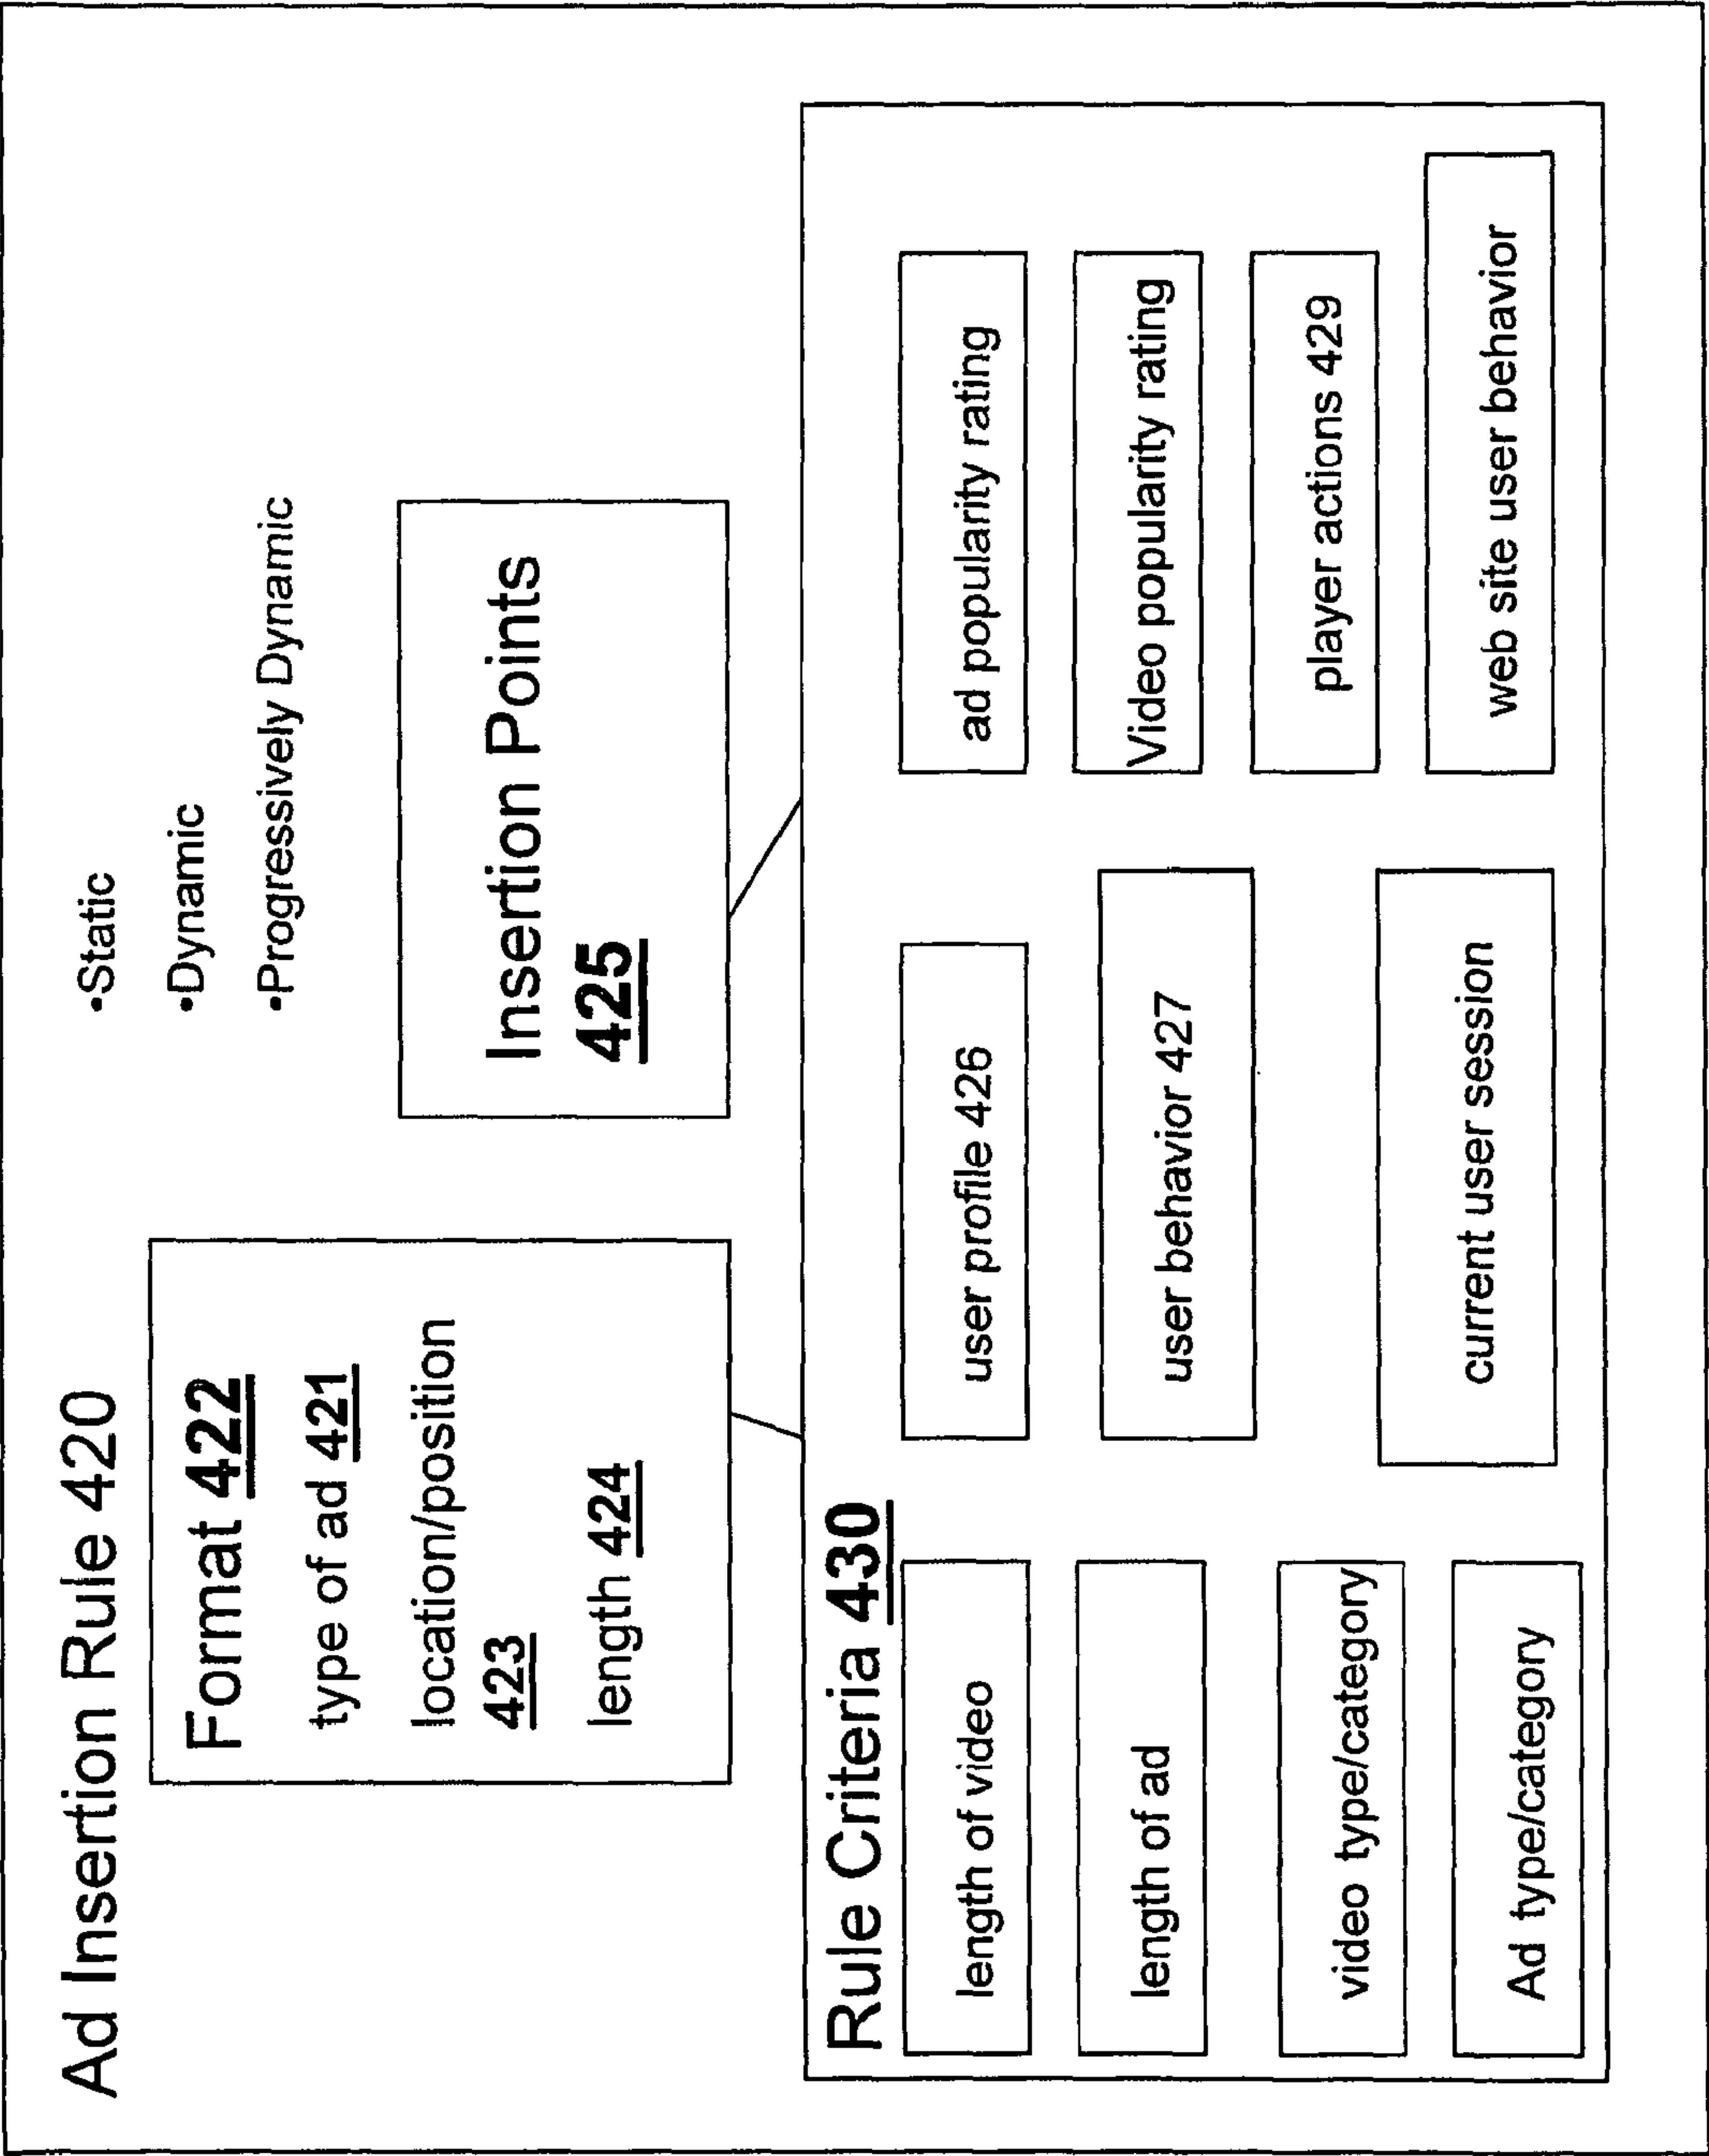 Ad Insertion Rule 420
Format 422
type of ad 421
location/position
423
length 424
•Static
•Dynamic
•Progressively Dynamic
Insertion Points
425
Rule Criteria 430
length of video
length of ad
video type/category
Ad type/category
user profile 426
user behavior 427
current user session
ad popularity rating
Video popularity rating
player actions 429
web site user behavior